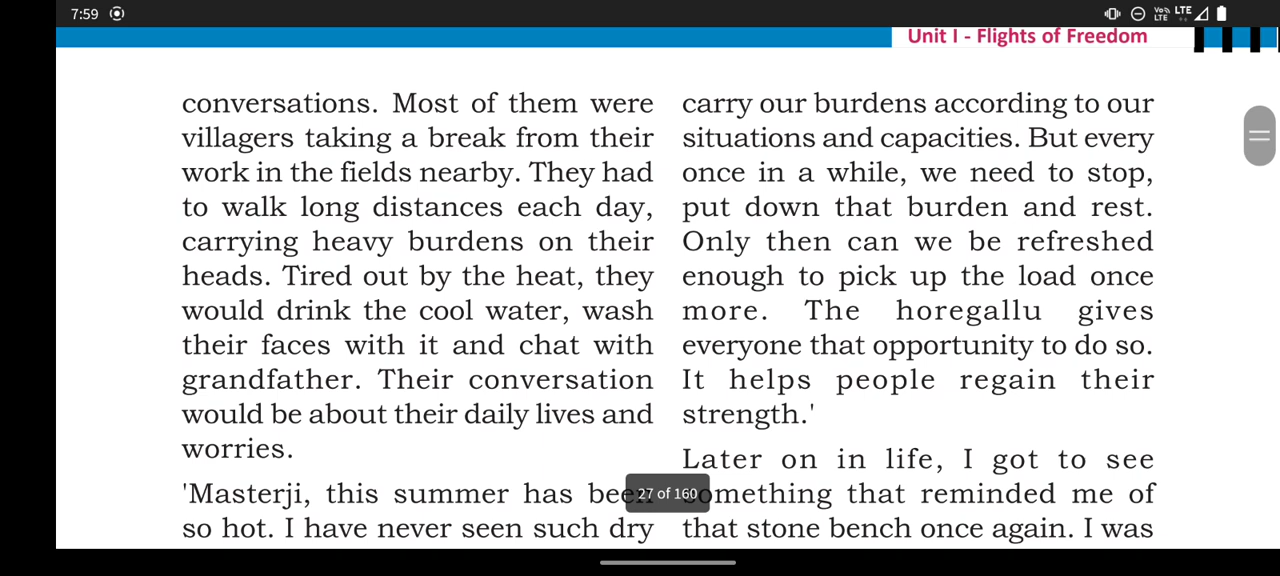 7:59
Vo)) LTE LTE
Unit I - Flights of Freedom
conversations. Most of them were
villagers taking a break from their
work in the fields nearby. They had
to walk long distances each day,
carrying heavy burdens on their
heads. Tired out by the heat, they
would drink the cool water, wash
their faces with it and chat with
grandfather. Their conversation
would be about their daily lives and
worries.
'Masterji, this summer has been
so hot. I have never seen such dry
carry our burdens according to our
situations and capacities. But every
once in a while, we need to stop,
put down that burden and rest.
Only then can we be refreshed
enough to pick up the load once
more. The horegallu gives
everyone that opportunity to do so.
It helps people regain their
strength.'
Later on in life, I got to see
something that reminded me of
that stone bench once again. I was
27 of 160